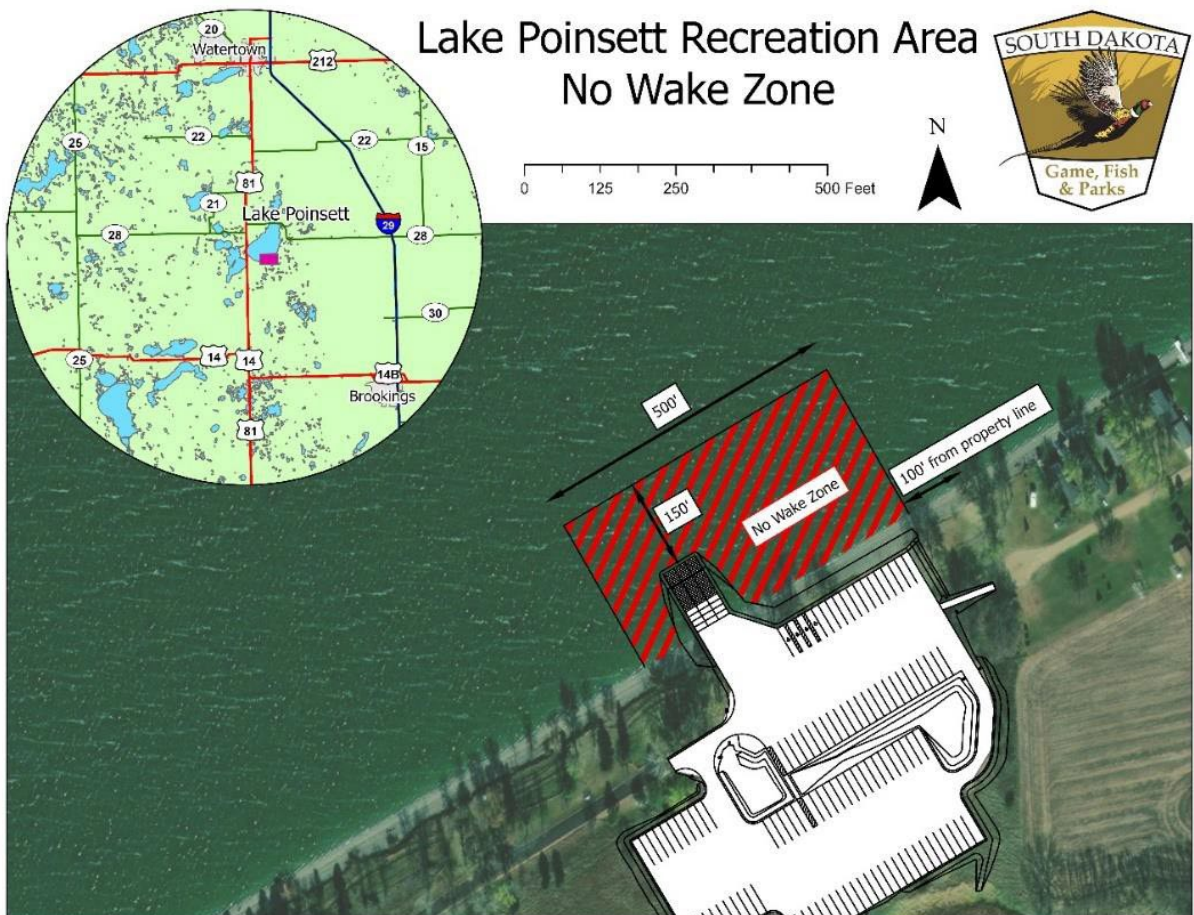 Lake Poinsett Recreation Area
No Wake Zone
SOUTH DAKOTA
Game, Fish
& Parks
N
0 125 250 500 Feet
20
Watertown
212
25
22
22
15
81
21
Lake Poinsett
29
28
28
30
14
14
25
14B
Brookings
81
500'
150'
No Wake Zone
100' from property line